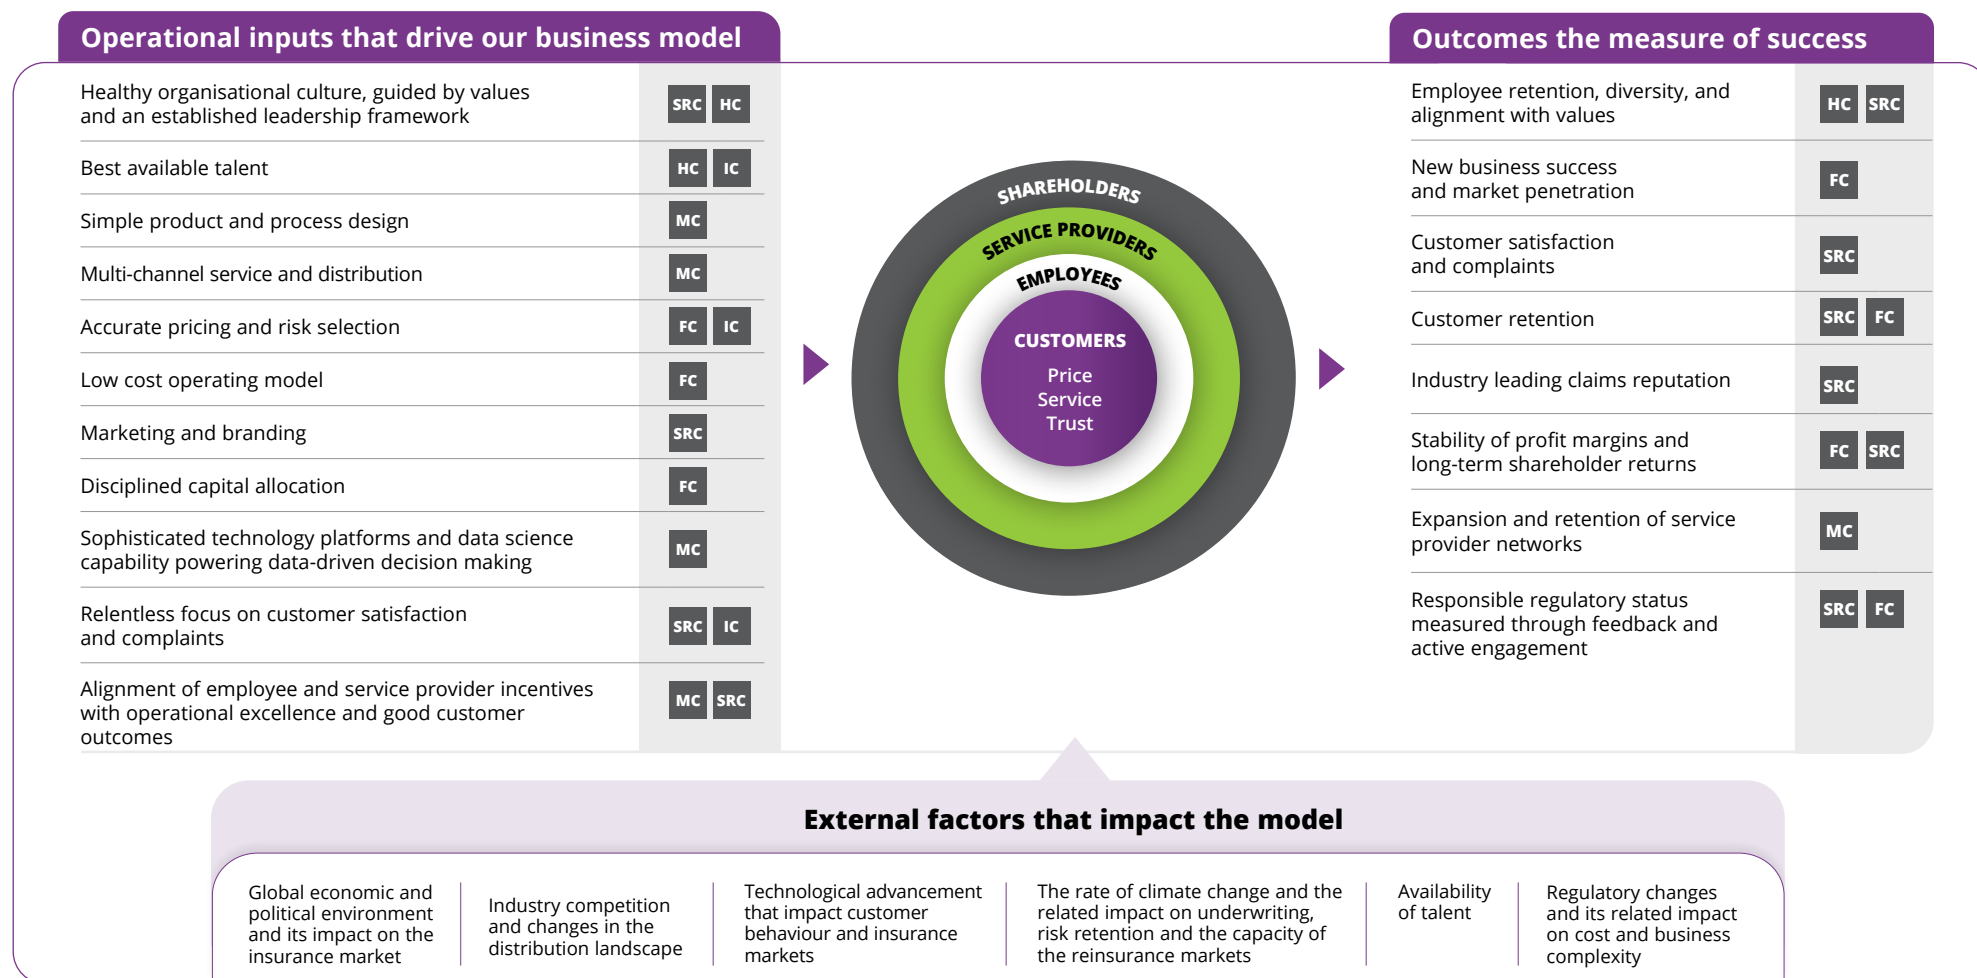 Operational inputs that drive our business model
Healthy organisational culture, guided by values
and an established leadership framework
SRC HC
Best available talent
HC IC
Simple product and process design
MC
Multi-channel service and distribution
MC
Accurate pricing and risk selection
FC IC
Low cost operating model
FC
Marketing and branding
SRC
Disciplined capital allocation
FC
Sophisticated technology platforms and data science
capability powering data-driven decision making
MC
Relentless focus on customer satisfaction
and complaints
SRC IC
Alignment of employee and service provider incentives
with operational excellence and good customer
outcomes
MC SRC
SHAREHOLDERS
SERVICE PROVIDERS
EMPLOYEES
CUSTOMERS
Price
Service
Trust
Outcomes the measure of success
Employee retention, diversity, and
alignment with values
HC SRC
New business success
and market penetration
FC
Customer satisfaction
and complaints
SRC
Customer retention
SRC FC
Industry leading claims reputation
SRC
Stability of profit margins and
long-term shareholder returns
FC SRC
Expansion and retention of service
provider networks
MC
Responsible regulatory status
measured through feedback and
active engagement
SRC FC
External factors that impact the model
Global economic and
political environment
and its impact on the
insurance market
Industry competition
and changes in the
distribution landscape
Technological advancement
that impact customer
behaviour and insurance
markets
The rate of climate change and the
related impact on underwriting,
risk retention and the capacity of
the reinsurance markets
Availability
of talent
Regulatory changes
and its related impact
on cost and business
complexity